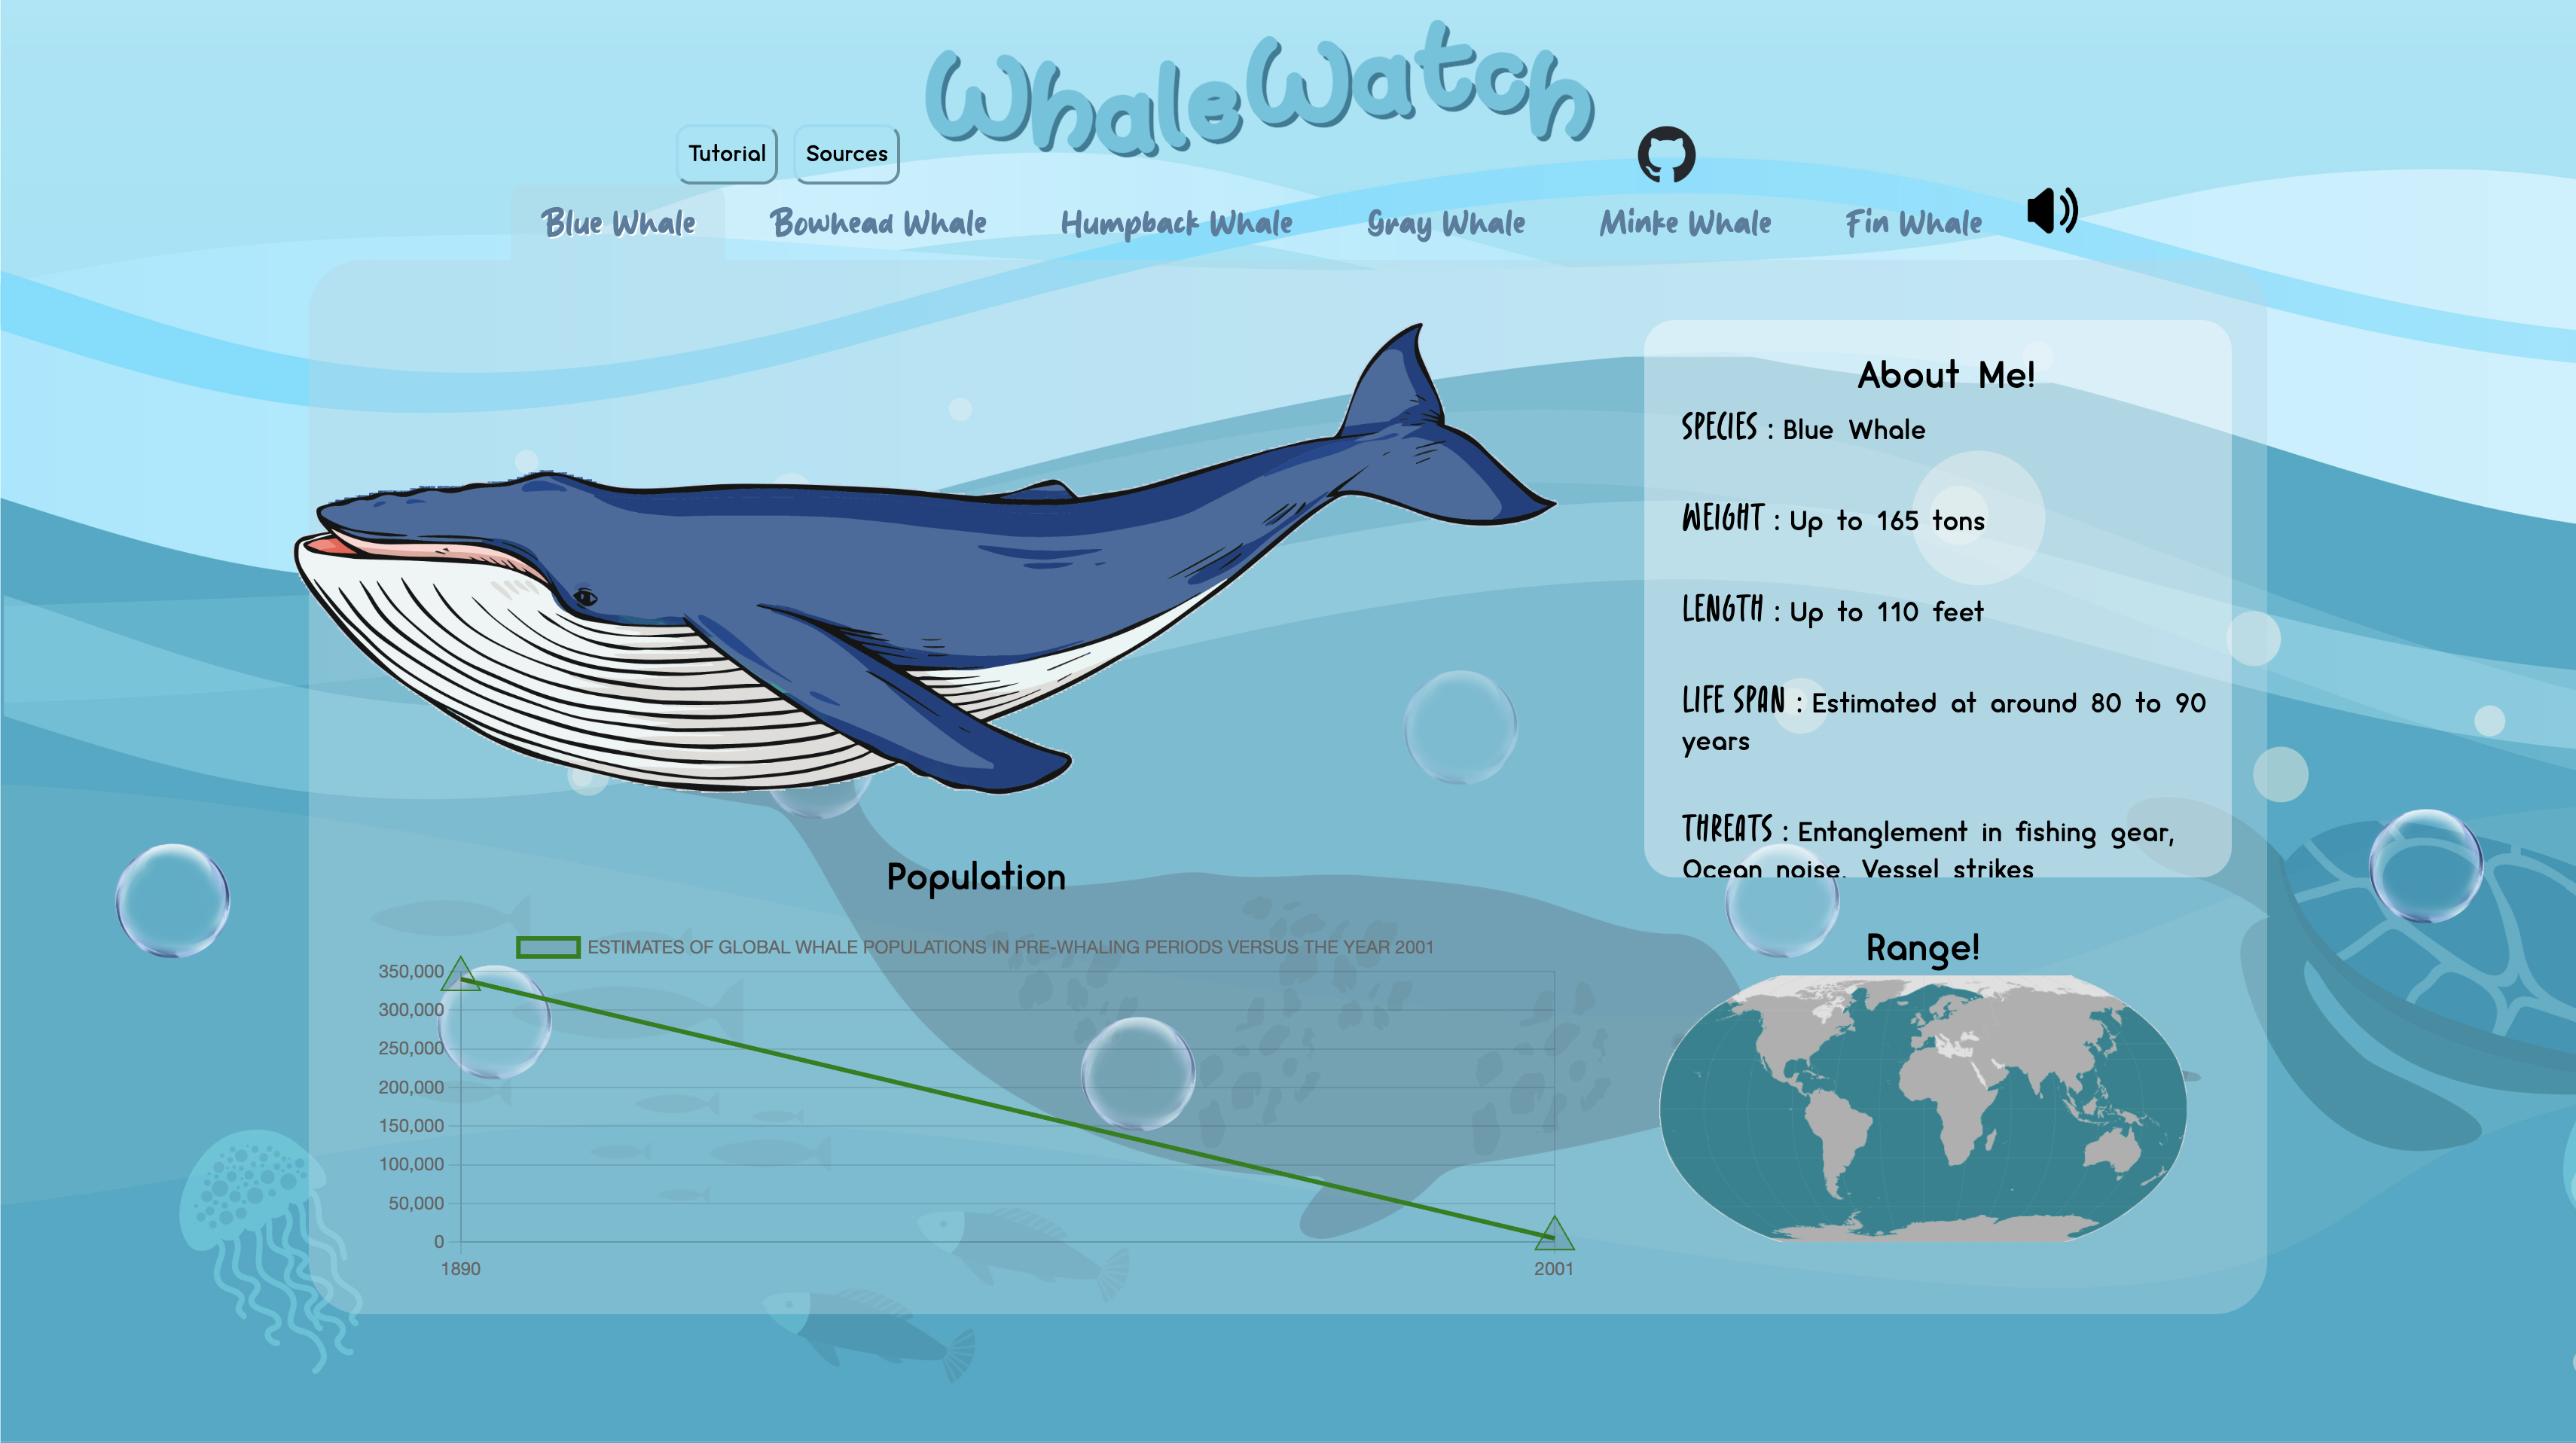 WhaleWatch
Tutorial
Sources
Blue Whale
Bowhead Whale
Humpback Whale
Gray Whale
Minke Whale
Fin Whale
About Me!
SPECIES : Blue Whale
WEIGHT : Up to 165 tons
LENGTH : Up to 110 feet
LIFE SPAN : Estimated at around 80 to 90
years
THREATS : Entanglement in fishing gear,
Ocean noise, Vessel strikes
Population
ESTIMATES OF GLOBAL WHALE POPULATIONS IN PRE-WHALING PERIODS VERSUS THE YEAR 2001
350,000
300,000
250,000
200,000
150,000
100,000
50,000
0
1890
2001
Range!